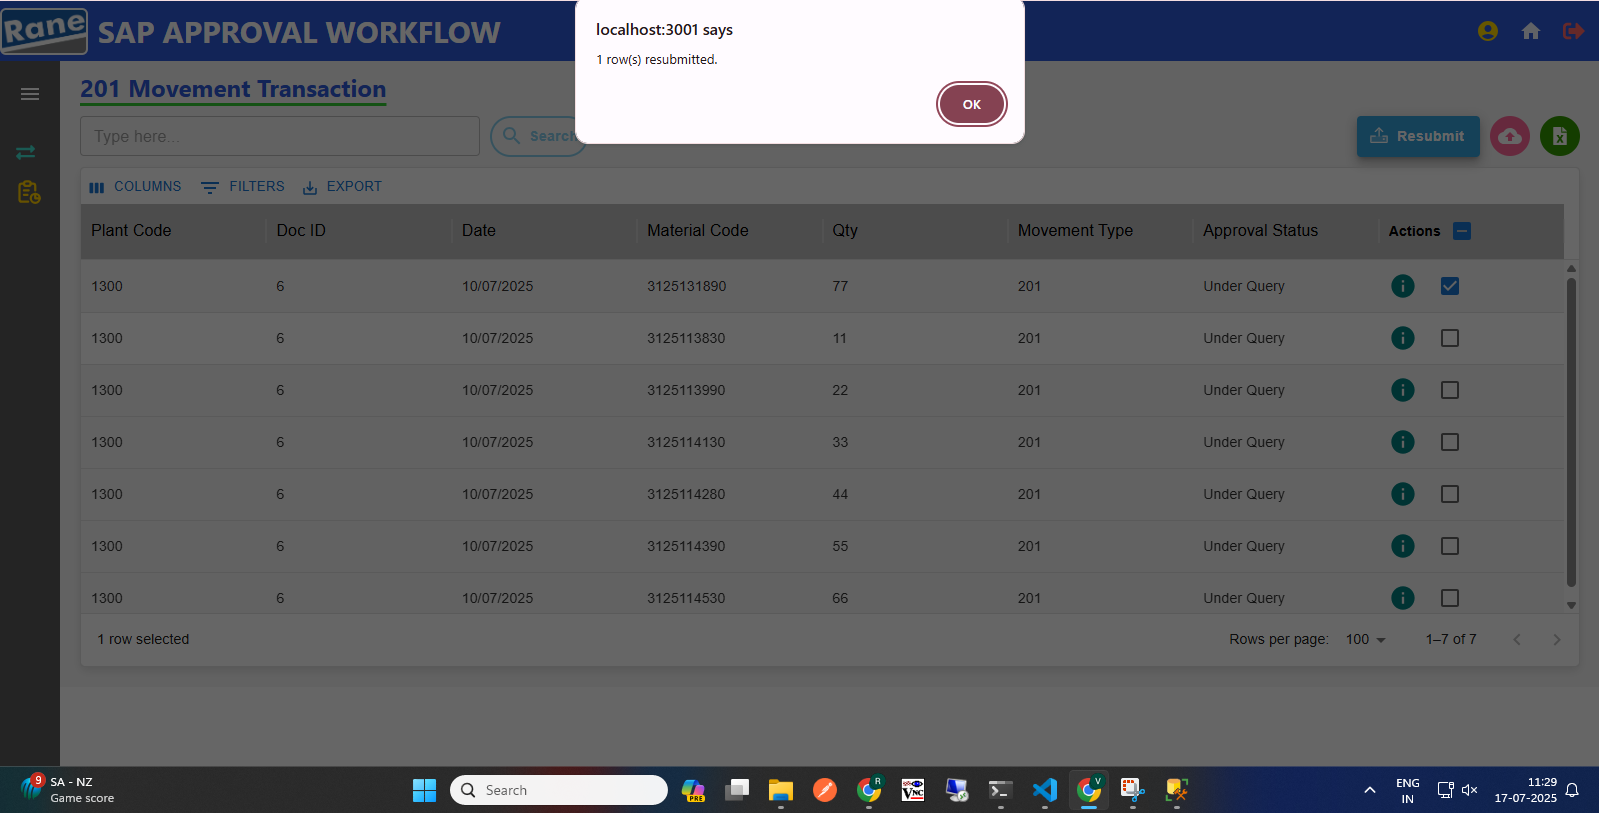 Rane
SAP APPROVAL WORKFLOW
localhost:3001 says
1 row(s) resubmitted.
OK
201 Movement Transaction
Type here...
Search
Resubmit
COLUMNS FILTERS EXPORT
Plant Code Doc ID Date Material Code Qty Movement Type Approval Status Actions
1300 6 10/07/2025 3125131890 77 201 Under Query
1300 6 10/07/2025 3125113830 11 201 Under Query
1300 6 10/07/2025 3125113990 22 201 Under Query
1300 6 10/07/2025 3125114130 33 201 Under Query
1300 6 10/07/2025 3125114280 44 201 Under Query
1300 6 10/07/2025 3125114390 55 201 Under Query
1300 6 10/07/2025 3125114530 66 201 Under Query
1 row selected
Rows per page: 100 1–7 of 7
9
SA - NZ
Game score
Search
PRE
R
VNC
V
ENG
IN
11:29
17-07-2025